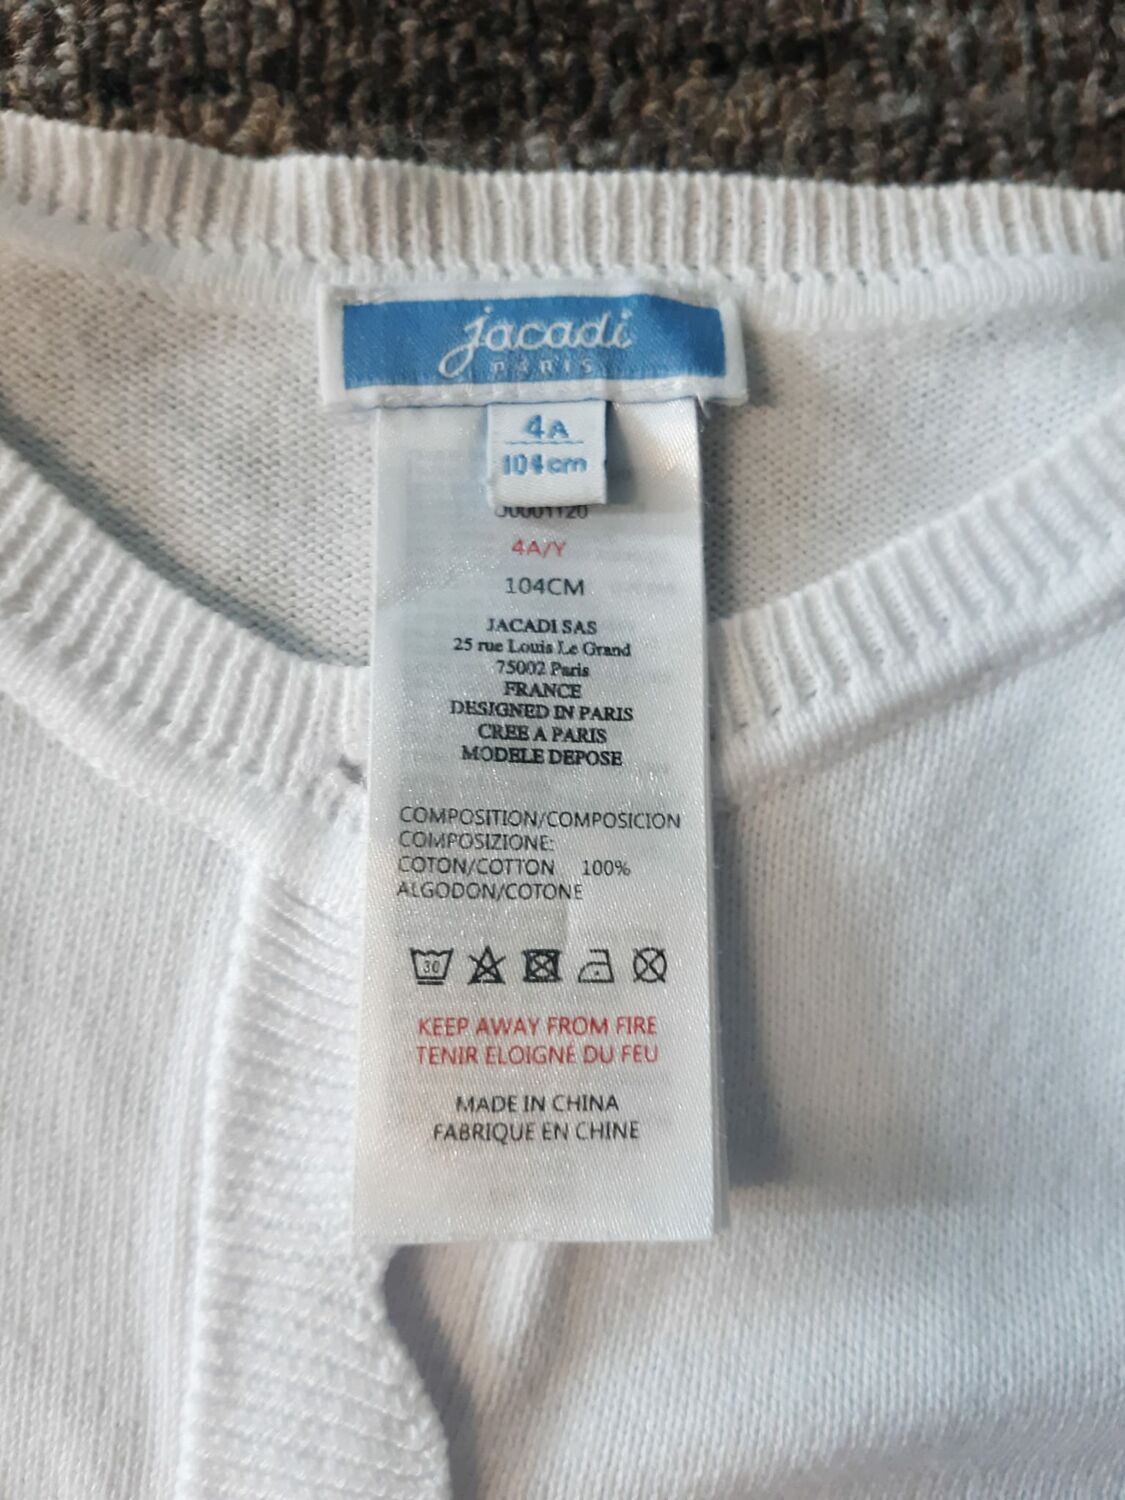 jacadi
PARIS
4A
104cm
00001120
4A/Y
104CM
JACADI SAS
25 rue Louis Le Grand
75002 Paris
FRANCE
DESIGNED IN PARIS
CREE A PARIS
MODELE DEPOSE
COMPOSITION/COMPOSICION
COMPOSIZIONE:
COTON/COTTON 100%
ALGODON/COTONE
30
KEEP AWAY FROM FIRE
TENIR ELOIGNÉ DU FEU
MADE IN CHINA
FABRIQUE EN CHINE